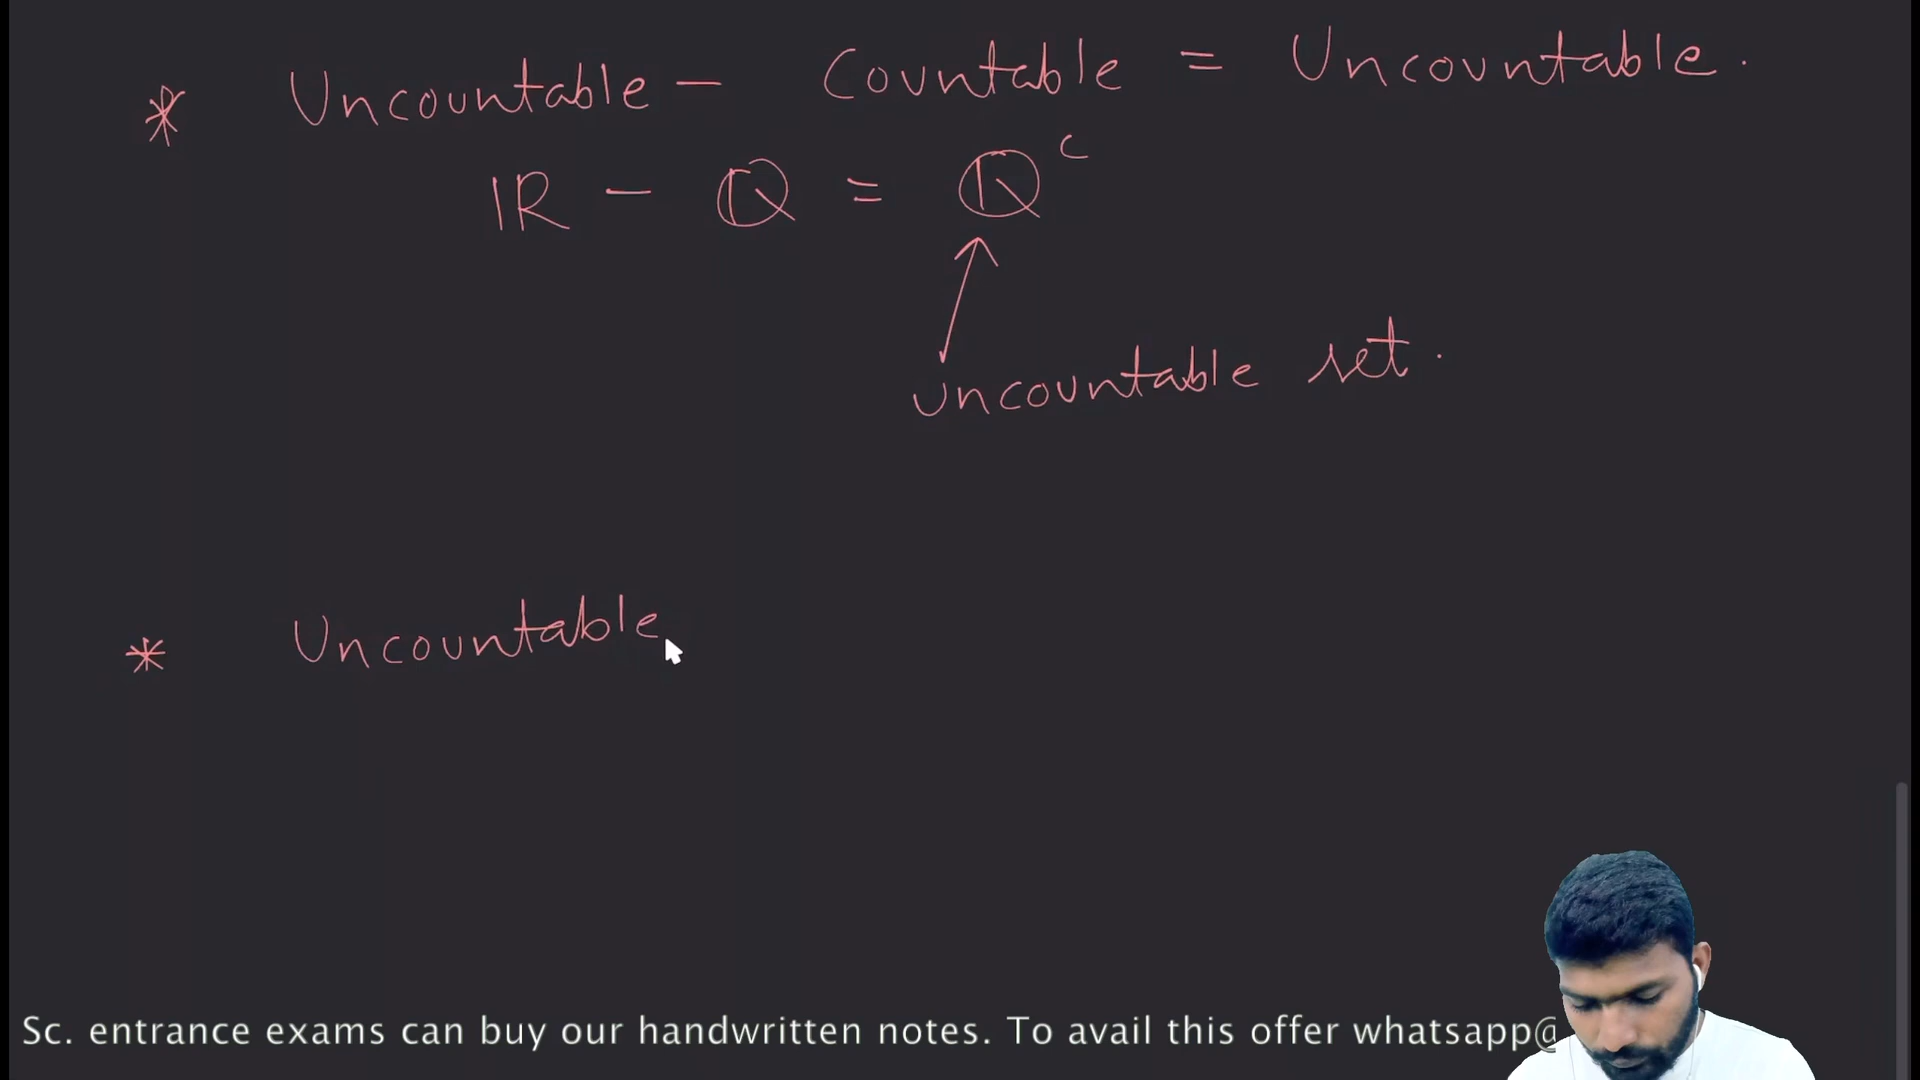 * Uncountable - Countable = Uncountable.
ℝ - ℚ = ℚᶜ
uncountable set.
* Uncountable
Sc. entrance exams can buy our handwritten notes. To avail this offer whatsapp@